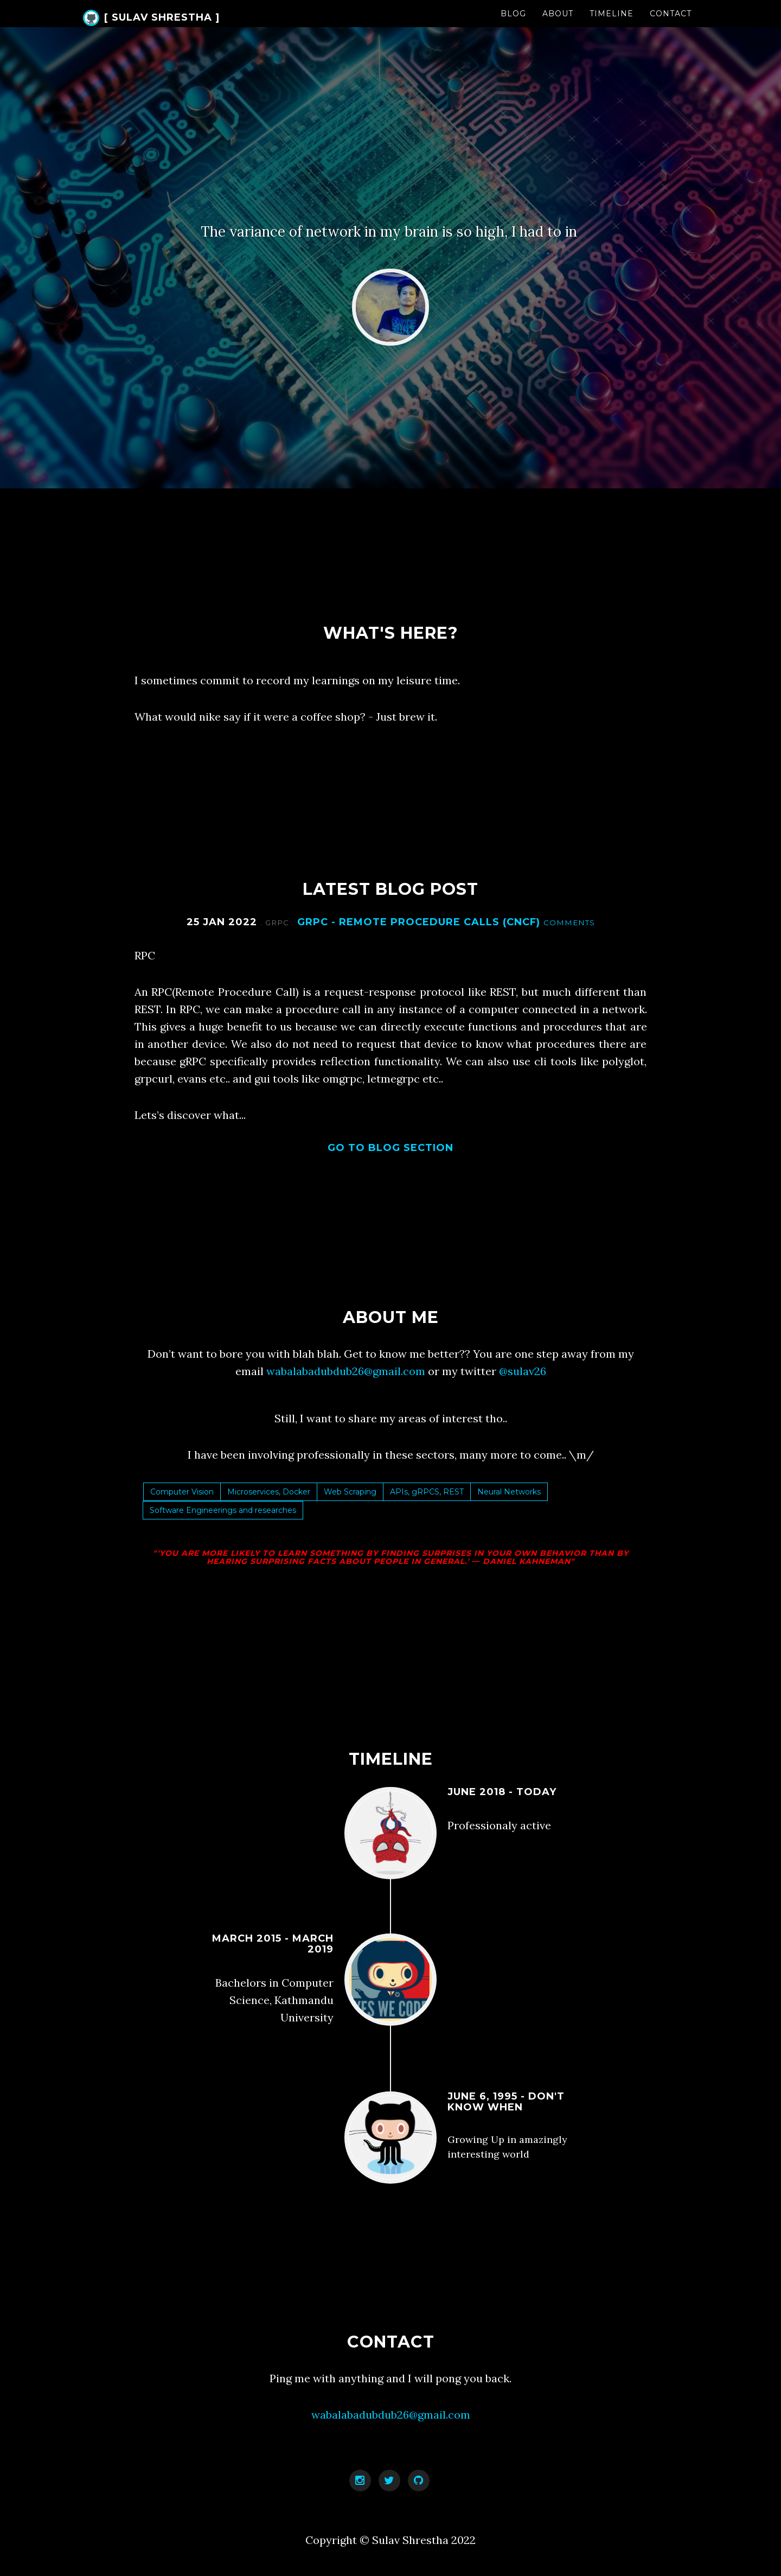 [ SULAV SHRESTHA ]
BLOG ABOUT TIMELINE CONTACT
The variance of network in my brain is so high, I had to in
WHAT'S HERE?
I sometimes commit to record my learnings on my leisure time.
What would nike say if it were a coffee shop? - Just brew it.
LATEST BLOG POST
25 JAN 2022 . GRPC . GRPC - REMOTE PROCEDURE CALLS (CNCF) COMMENTS
RPC
An RPC(Remote Procedure Call) is a request-response protocol like REST, but much different than
REST. In RPC, we can make a procedure call in any instance of a computer connected in a network.
This gives a huge benefit to us because we can directly execute functions and procedures that are
in another device. We also do not need to request that device to know what procedures there are
because gRPC specifically provides reflection functionality. We can also use cli tools like polyglot,
grpcurl, evans etc.. and gui tools like omgrpc, letmegrpc etc..
Lets's discover what...
GO TO BLOG SECTION
ABOUT ME
Don't want to bore you with blah blah. Get to know me better?? You are one step away from my
email wabalabadubdub26@gmail.com or my twitter @sulav26
Still, I want to share my areas of interest tho..
I have been involving professionally in these sectors, many more to come.. \m/
Computer Vision Microservices, Docker Web Scraping APIs, gRPCS, REST Neural Networks
Software Engineerings and researches
"'YOU ARE MORE LIKELY TO LEARN SOMETHING BY FINDING SURPRISES IN YOUR OWN BEHAVIOR THAN BY
HEARING SURPRISING FACTS ABOUT PEOPLE IN GENERAL.' — DANIEL KAHNEMAN"
TIMELINE
JUNE 2018 - TODAY
Professionaly active
MARCH 2015 - MARCH
2019
Bachelors in Computer
Science, Kathmandu
University
YES WE CODE
JUNE 6, 1995 - DON'T
KNOW WHEN
Growing Up in amazingly
interesting world
CONTACT
Ping me with anything and I will pong you back.
wabalabadubdub26@gmail.com
Copyright © Sulav Shrestha 2022